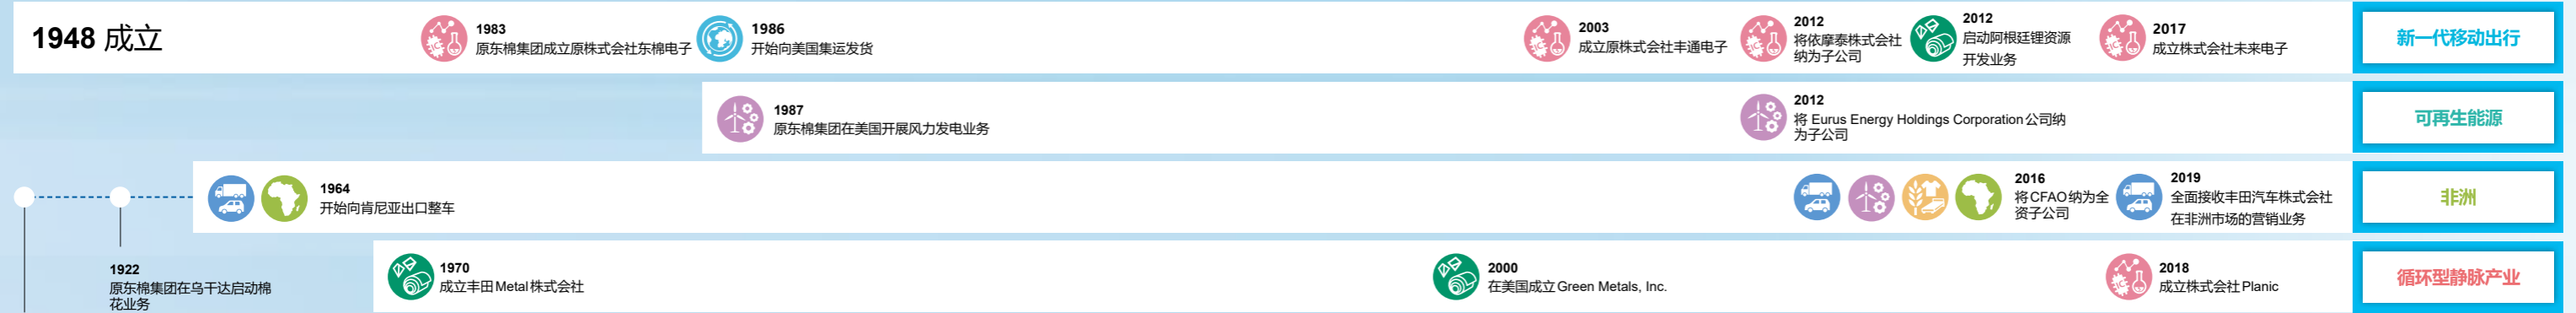 1948 成立
1983
原东棉集团成立原株式会社东棉电子
1986
开始向美国集运发货
2003
成立原株式会社丰通电子
2012
将依摩泰株式会社
纳为子公司
2012
启动阿根廷锂资源
开发业务
2017
成立株式会社未来电子
新一代移动出行
1987
原东棉集团在美国开展风力发电业务
2012
将 Eurus Energy Holdings Corporation 公司纳
为子公司
可再生能源
1964
开始向肯尼亚出口整车
2016
将CFAO纳为全
资子公司
2019
全面接收丰田汽车株式会社
在非洲市场的营销业务
非洲
1922
原东棉集团在乌干达启动棉
花业务
1970
成立丰田Metal株式会社
2000
在美国成立Green Metals, Inc.
2018
成立株式会社Planic
循环型静脉产业